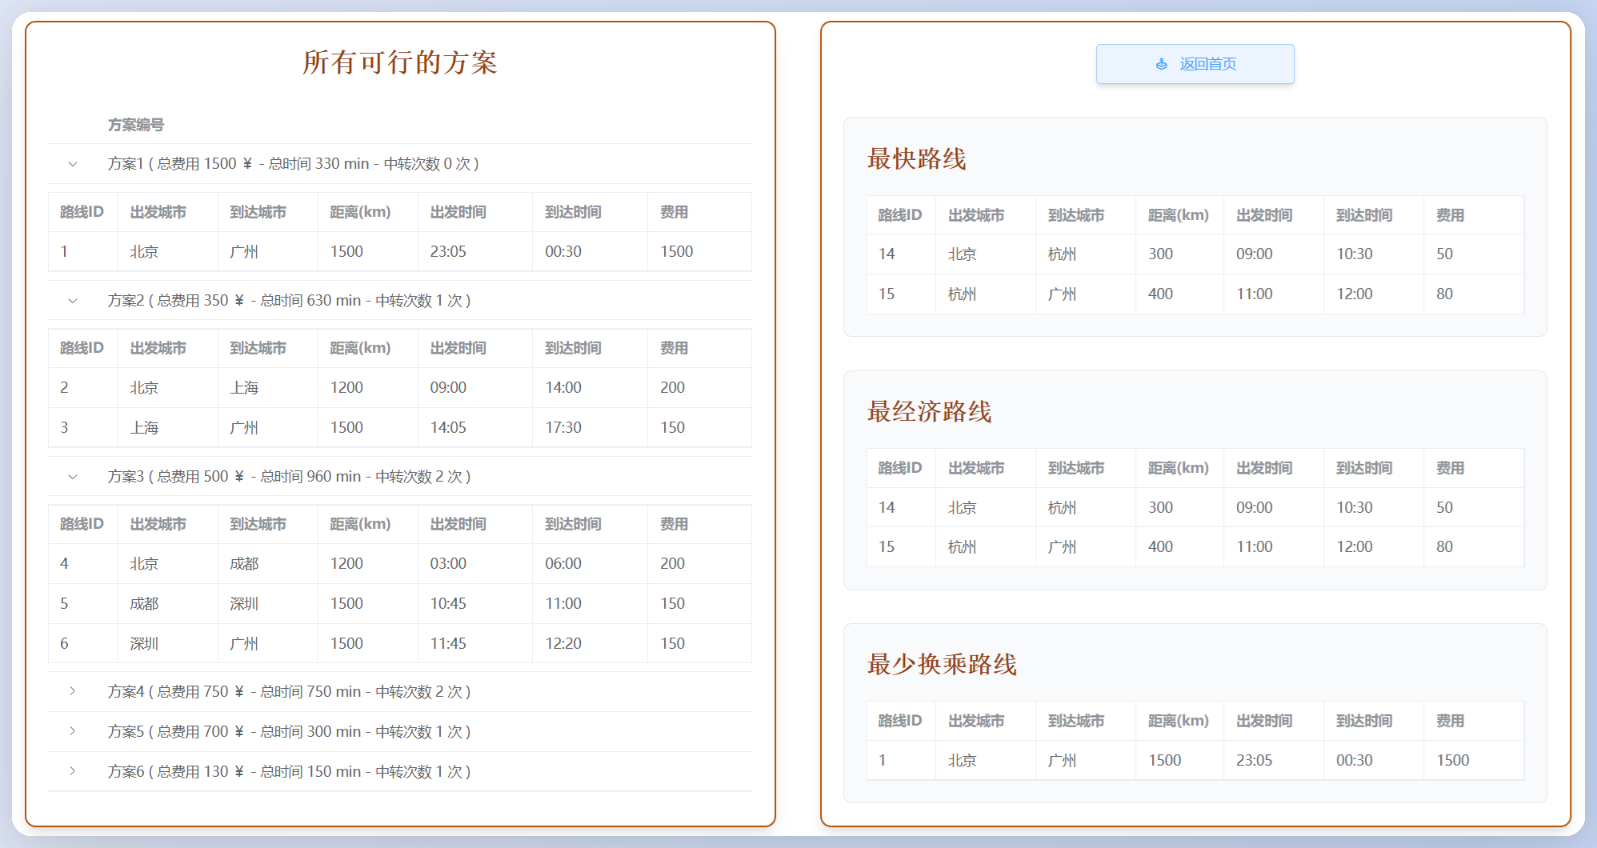 所有可行的方案
方案编号
方案1 ( 总费用 1500 ¥ - 总时间 330 min - 中转次数 0 次 )
路线ID 出发城市 到达城市 距离(km) 出发时间 到达时间 费用
1 北京 广州 1500 23:05 00:30 1500
方案2 ( 总费用 350 ¥ - 总时间 630 min - 中转次数 1 次 )
路线ID 出发城市 到达城市 距离(km) 出发时间 到达时间 费用
2 北京 上海 1200 09:00 14:00 200
3 上海 广州 1500 14:05 17:30 150
方案3 ( 总费用 500 ¥ - 总时间 960 min - 中转次数 2 次 )
路线ID 出发城市 到达城市 距离(km) 出发时间 到达时间 费用
4 北京 成都 1200 03:00 06:00 200
5 成都 深圳 1500 10:45 11:00 150
6 深圳 广州 1500 11:45 12:20 150
方案4 ( 总费用 750 ¥ - 总时间 750 min - 中转次数 2 次 )
方案5 ( 总费用 700 ¥ - 总时间 300 min - 中转次数 1 次 )
方案6 ( 总费用 130 ¥ - 总时间 150 min - 中转次数 1 次 )
返回首页
最快路线
路线ID 出发城市 到达城市 距离(km) 出发时间 到达时间 费用
14 北京 杭州 300 09:00 10:30 50
15 杭州 广州 400 11:00 12:00 80
最经济路线
路线ID 出发城市 到达城市 距离(km) 出发时间 到达时间 费用
14 北京 杭州 300 09:00 10:30 50
15 杭州 广州 400 11:00 12:00 80
最少换乘路线
路线ID 出发城市 到达城市 距离(km) 出发时间 到达时间 费用
1 北京 广州 1500 23:05 00:30 1500